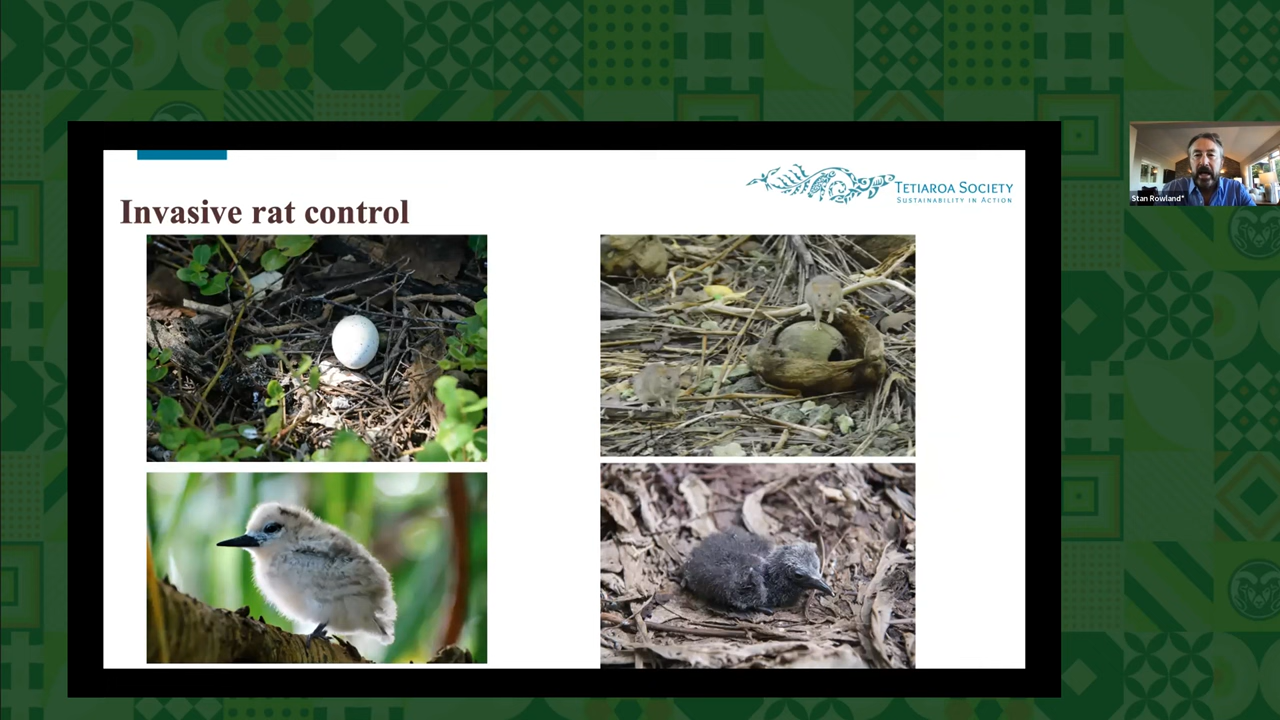 Invasive rat control
TETIAROA SOCIETY
SUSTAINABILITY IN ACTION
Stan Rowland*